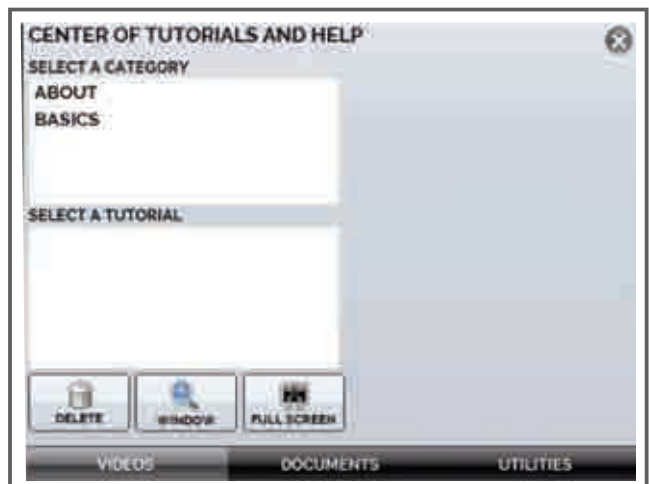 CENTER OF TUTORIALS AND HELP
SELECT A CATEGORY
ABOUT
BASICS
SELECT A TUTORIAL
DELETE WINDOW FULL SCREEN
VIDEOS DOCUMENTS UTILITIES